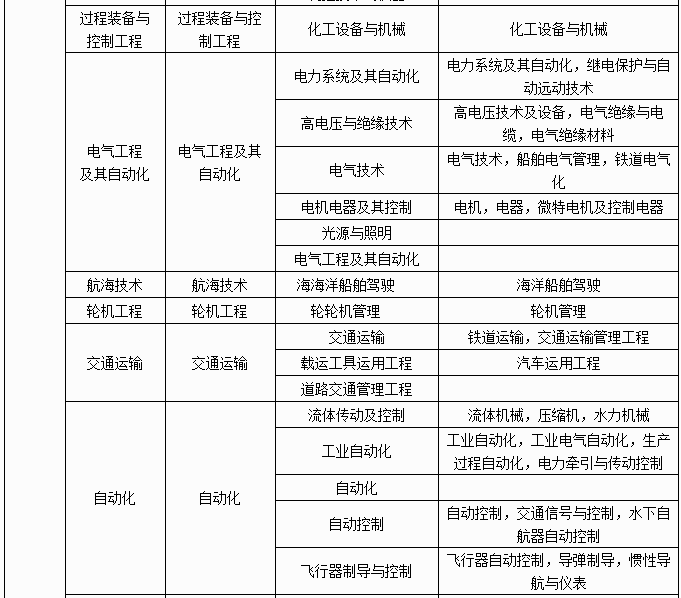 过程装备与
控制工程
过程装备与控
制工程
化工设备与机械
化工设备与机械
电气工程
及其自动化
电气工程及其
自动化
电力系统及其自动化
电力系统及其自动化，继电保护与自
动远动技术
高电压与绝缘技术
高电压技术及设备，电气绝缘与电
缆，电气绝缘材料
电气技术
电气技术，船舶电气管理，铁道电气
化
电机电器及其控制
电机，电器，微特电机及控制电器
光源与照明
电气工程及其自动化
航海技术
航海技术
海海洋船舶驾驶
海洋船舶驾驶
轮机工程
轮机工程
轮轮机管理
轮机管理
交通运输
交通运输
交通运输
铁道运输，交通运输管理工程
载运工具运用工程
汽车运用工程
道路交通管理工程
自动化
自动化
流体传动及控制
流体机械，压缩机，水力机械
工业自动化
工业自动化，工业电气自动化，生产
过程自动化，电力牵引与传动控制
自动化
自动控制
自动控制，交通信号与控制，水下自
航器自动控制
飞行器制导与控制
飞行器自动控制，导弹制导，惯性导
航与仪表